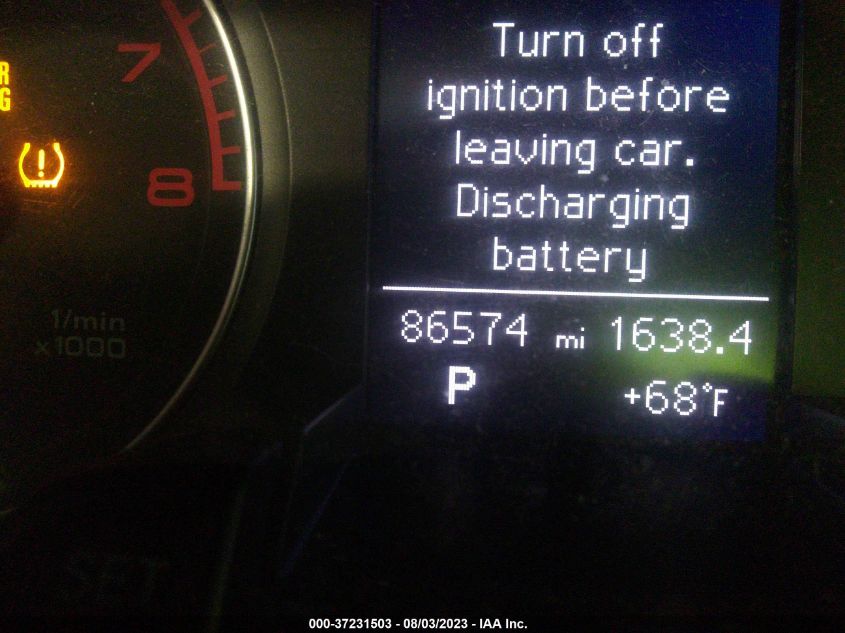 Turn off
ignition before
leaving car.
Discharging
battery
86574 mi 1638.4
P +68°F
7
8
R
G
1/min
x1000
SET
000-37231503 - 08/03/2023 - IAA Inc.